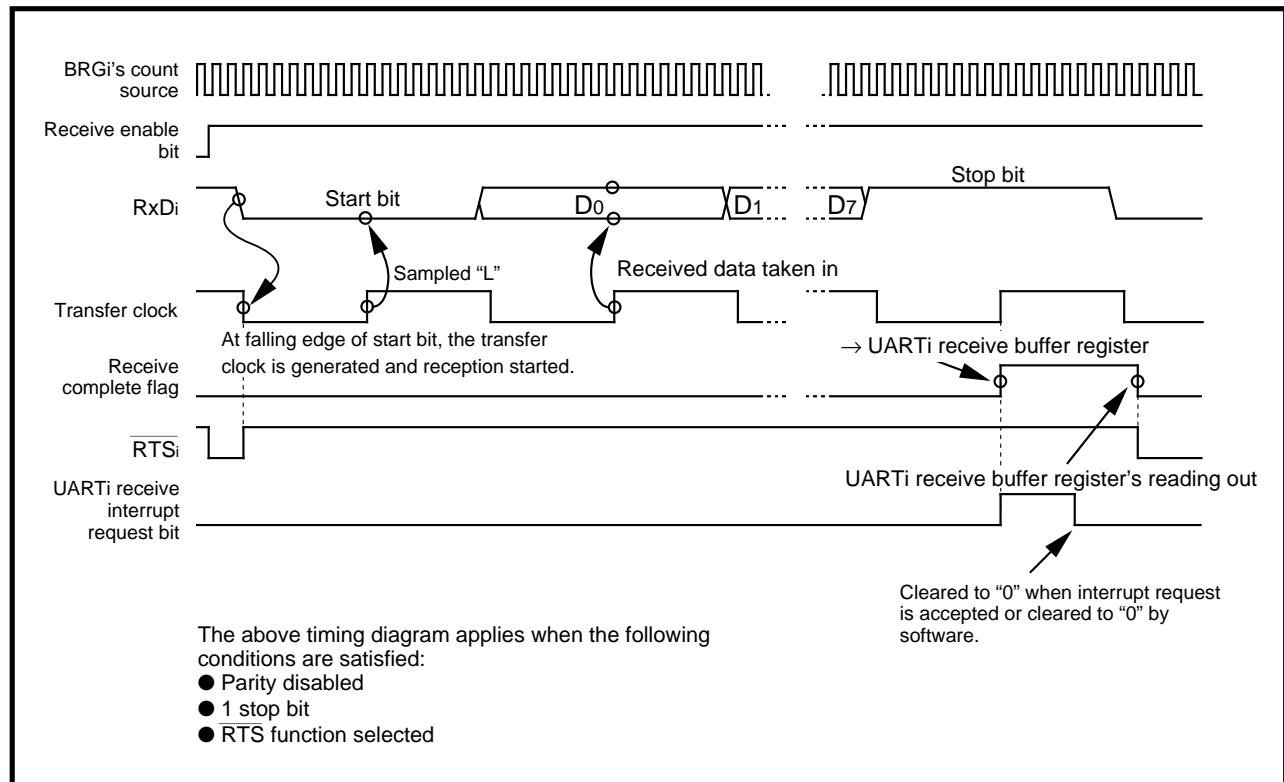 BRGi's count
source
Receive enable
bit
RxDi
Start bit
D0
D1
D7
Stop bit
Sampled “L”
Received data taken in
Transfer clock
At falling edge of start bit, the transfer
clock is generated and reception started.
→ UARTi receive buffer register
Receive
complete flag
RTSi
UARTi receive buffer register's reading out
UARTi receive
interrupt
request bit
Cleared to “0” when interrupt request
is accepted or cleared to “0” by
software.
The above timing diagram applies when the following
conditions are satisfied:
● Parity disabled
● 1 stop bit
● RTS function selected